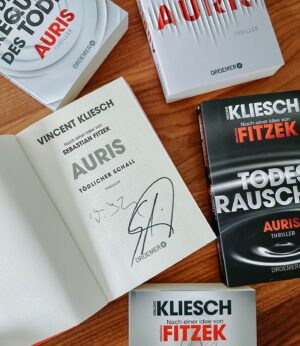 DES TODES
AURIS
THRILLER
DROEMER
AURIS
THRILLER
DROEMER
VINCENT KLIESCH
Nach einer Idee von
SEBASTIAN FITZEK
AURIS
TÖDLICHER SCHALL
THRILLER
DROEMER
KLIESCH
Nach einer Idee von
FITZEK
TODES
RAUSCH
AURIS
THRILLER
DROEMER
KLIESCH
Nach einer Idee von
FITZEK